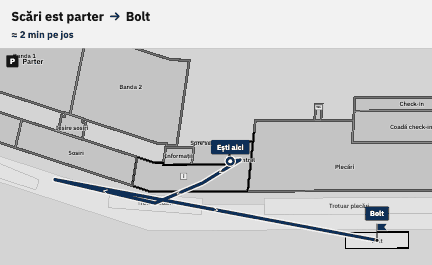 Scări est parter → Bolt
≈ 2 min pe jos
Banda 1
P Parter
Banda 2
Check-in
Coadă check-in
Ieșire sosiri
Sosiri
Informații
Ești aici
Plecări
Trotuar plecări
Bolt